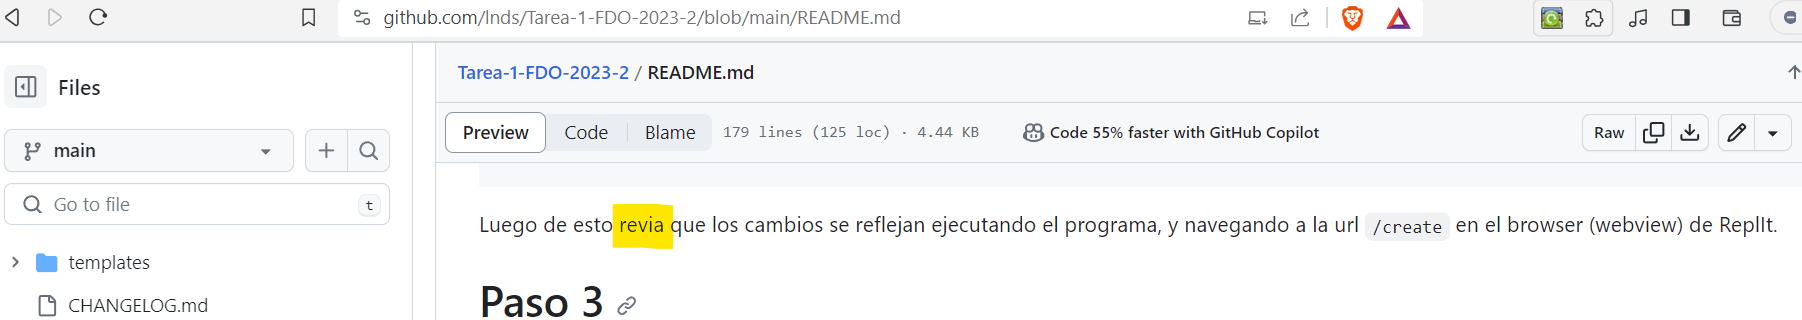 github.com/lnds/Tarea-1-FDO-2023-2/blob/main/README.md
Files
main
Go to file
t
templates
CHANGELOG.md
Tarea-1-FDO-2023-2 / README.md
Preview Code Blame 179 lines (125 loc) · 4.44 KB Code 55% faster with GitHub Copilot Raw
Luego de esto revia que los cambios se reflejan ejecutando el programa, y navegando a la url /create en el browser (webview) de ReplIt.
Paso 3